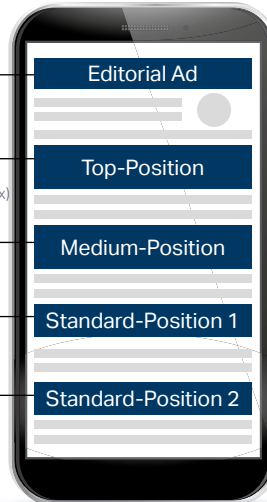 Editorial Ad
Top-Position
x)
Medium-Position
Standard-Position 1
Standard-Position 2